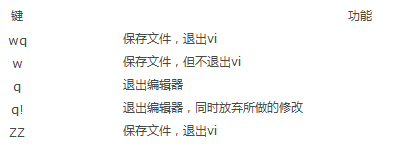 键 功能
wq 保存文件，退出vi
w 保存文件，但不退出vi
q 退出编辑器
q! 退出编辑器，同时放弃所做的修改
ZZ 保存文件，退出vi